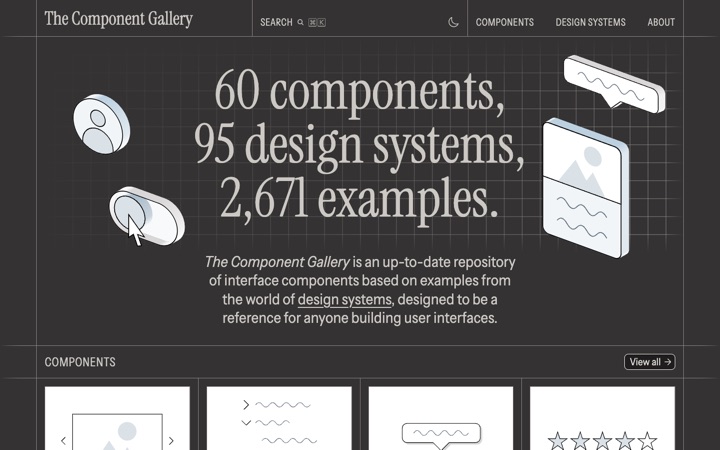 The Component Gallery
SEARCH ⌘K
COMPONENTS
DESIGN SYSTEMS
ABOUT
60 components,
95 design systems,
2,671 examples.
The Component Gallery is an up-to-date repository
of interface components based on examples from
the world of design systems, designed to be a
reference for anyone building user interfaces.
COMPONENTS
View all →